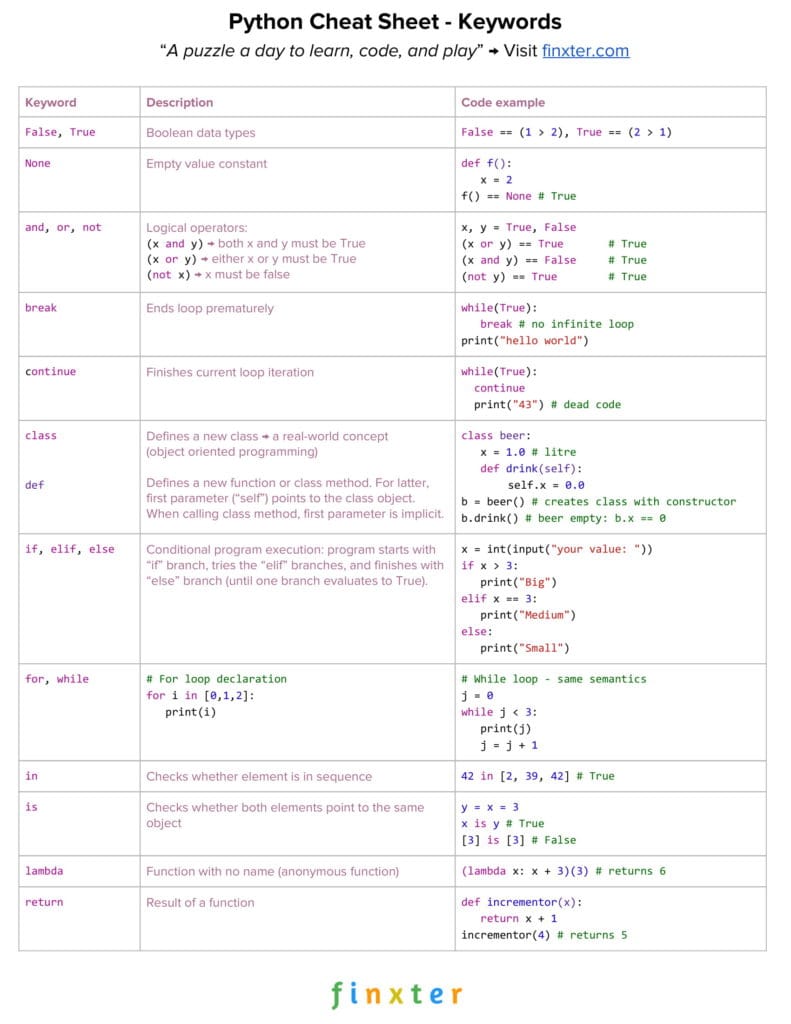 Python Cheat Sheet - Keywords
“A puzzle a day to learn, code, and play” → Visit finxter.com
Keyword Description Code example
False, True Boolean data types False == (1 > 2), True == (2 > 1)
None Empty value constant def f():
x = 2
f() == None # True
and, or, not Logical operators: x, y = True, False
(x and y) → both x and y must be True (x or y) == True # True
(x or y) → either x or y must be True (x and y) == False # True
(not x) → x must be false (not y) == True # True
break Ends loop prematurely while(True):
break # no infinite loop
print("hello world")
continue Finishes current loop iteration while(True):
continue
print("43") # dead code
class Defines a new class → a real-world concept class beer:
(object oriented programming) x = 1.0 # litre
def drink(self):
def Defines a new function or class method. For latter, self.x = 0.0
first parameter (“self”) points to the class object. b = beer() # creates class with constructor
When calling class method, first parameter is implicit. b.drink() # beer empty: b.x == 0
if, elif, else Conditional program execution: program starts with x = int(input("your value: "))
“if” branch, tries the “elif” branches, and finishes with if x > 3:
“else” branch (until one branch evaluates to True). print("Big")
elif x == 3:
print("Medium")
else:
print("Small")
for, while # For loop declaration # While loop - same semantics
for i in [0,1,2]: j = 0
print(i) while j < 3:
print(j)
j = j + 1
in Checks whether element is in sequence 42 in [2, 39, 42] # True
is Checks whether both elements point to the same y = x = 3
object x is y # True
[3] is [3] # False
lambda Function with no name (anonymous function) (lambda x: x + 3)(3) # returns 6
return Result of a function def incrementor(x):
return x + 1
incrementor(4) # returns 5
finxter